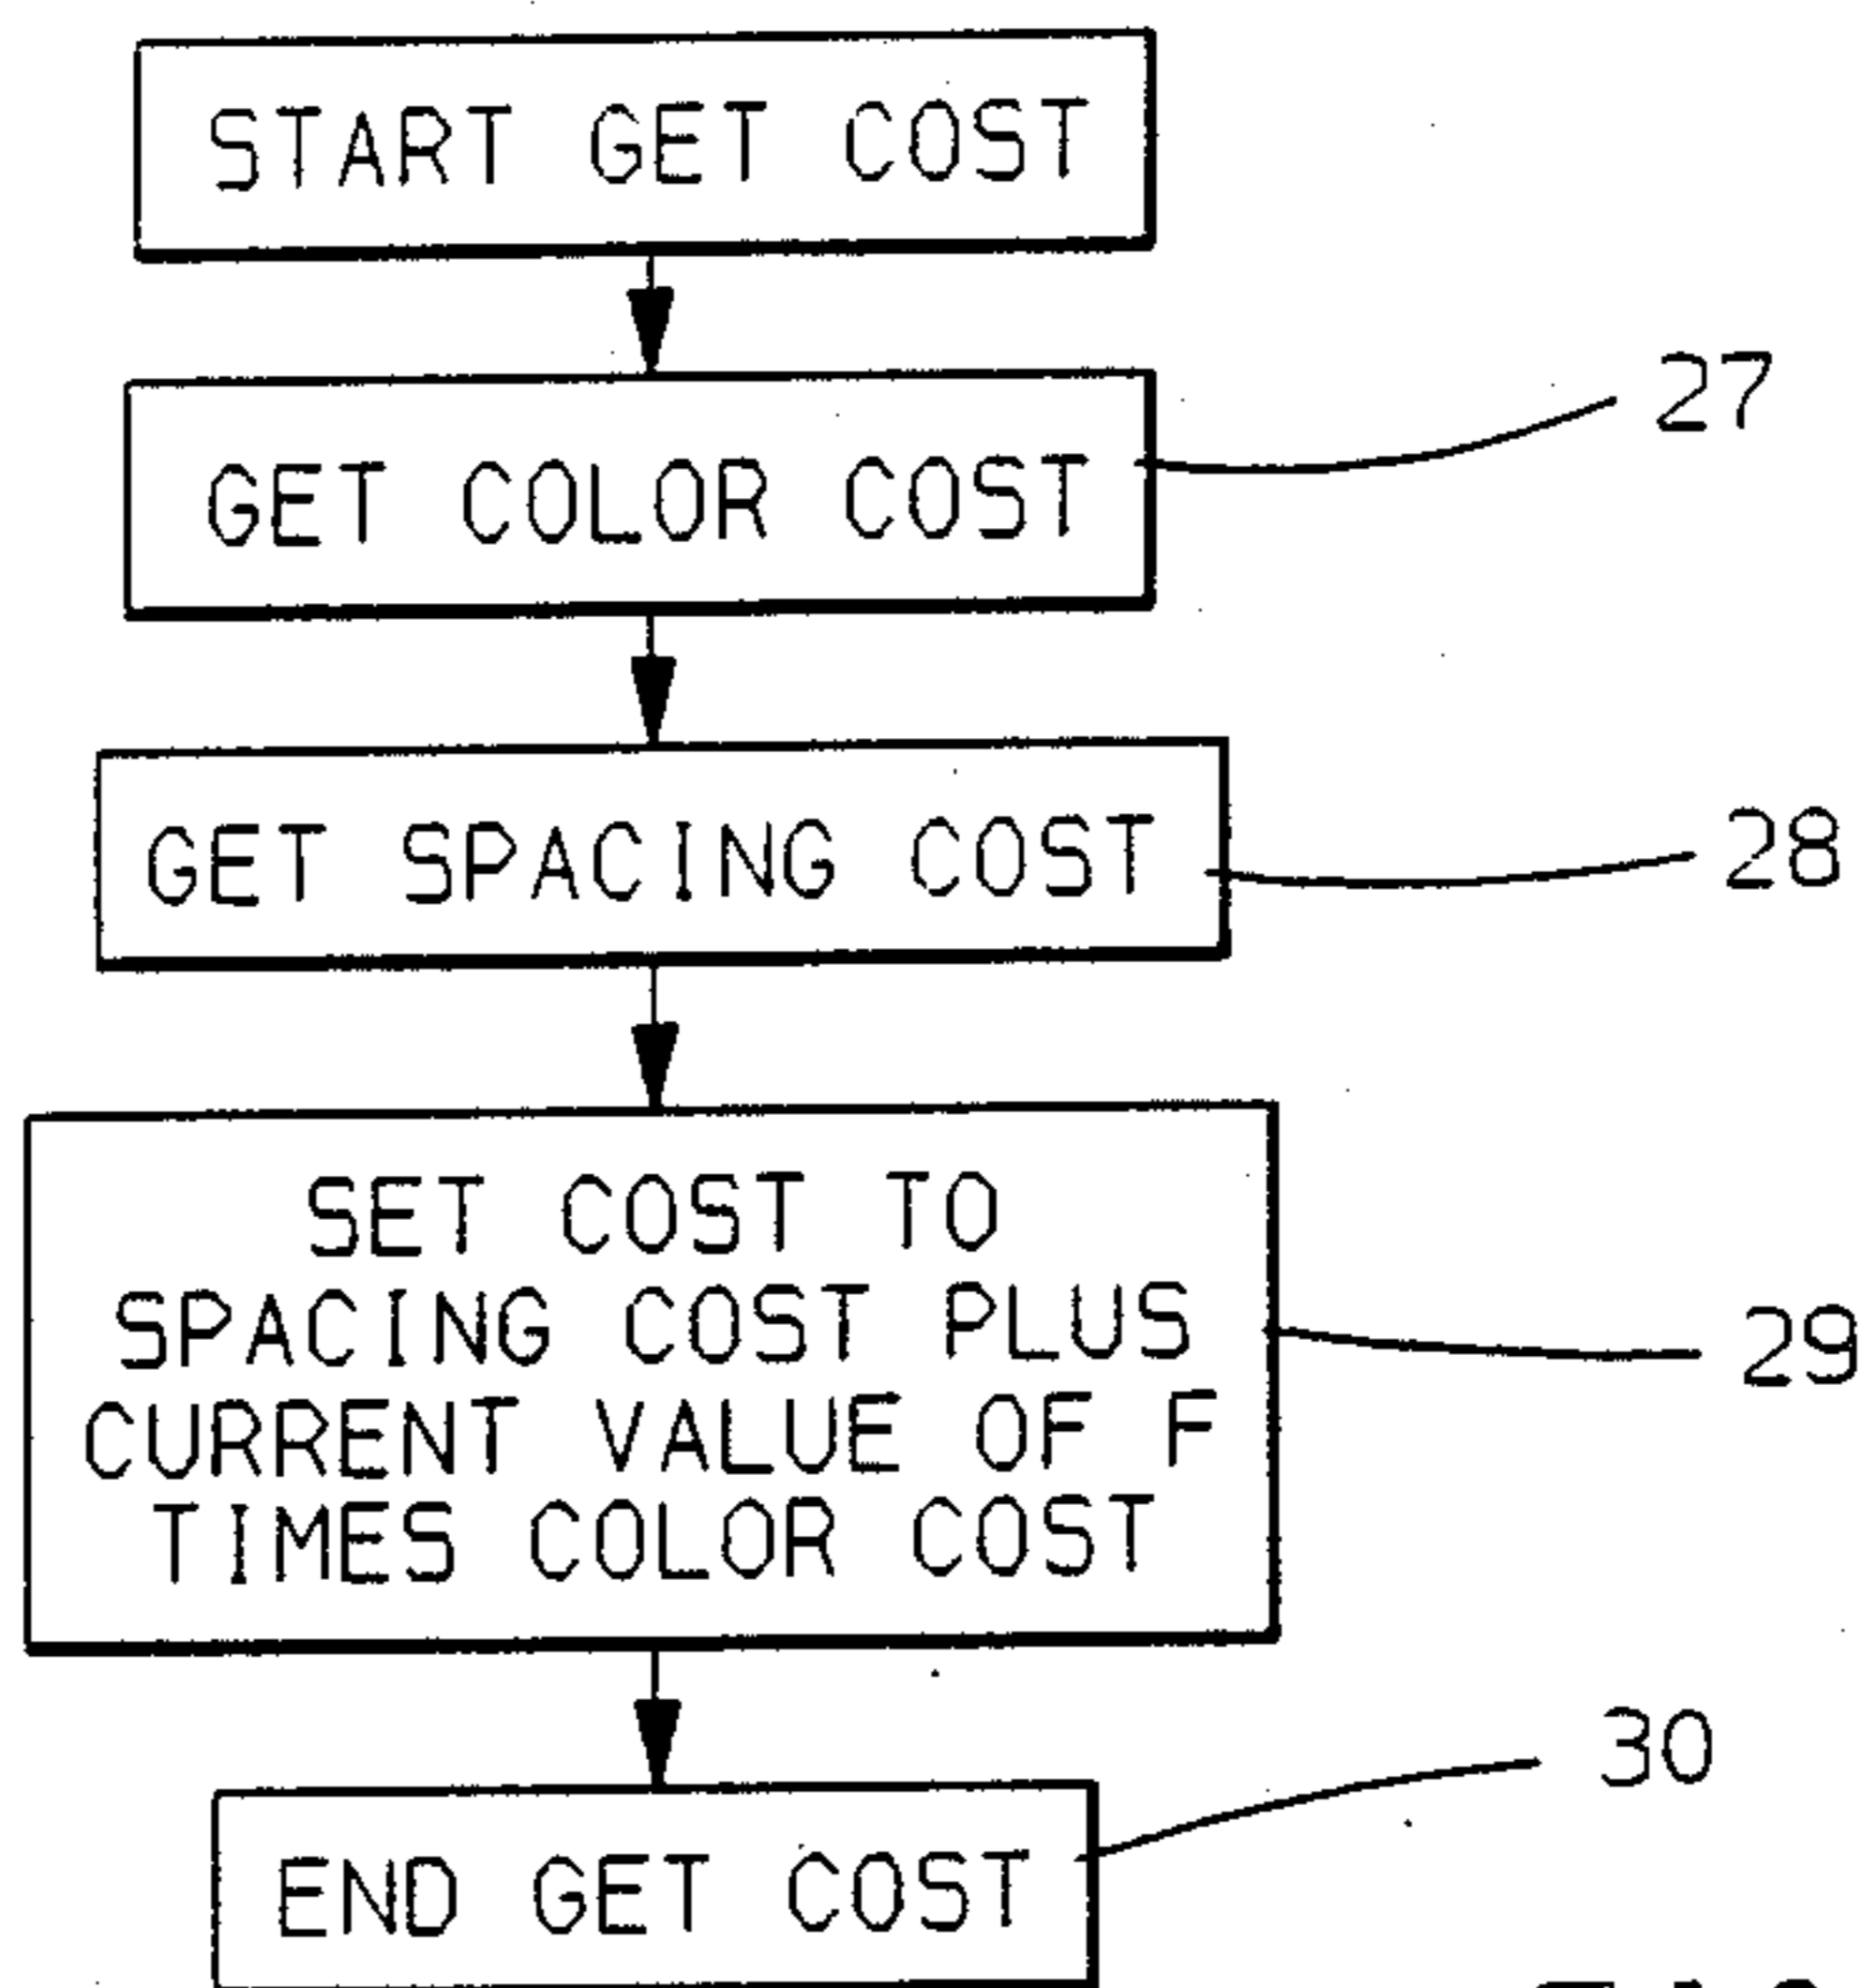 START GET COST
GET COLOR COST
27
GET SPACING COST
28
SET COST TO
SPACING COST PLUS
CURRENT VALUE OF F
TIMES COLOR COST
29
END GET COST
30